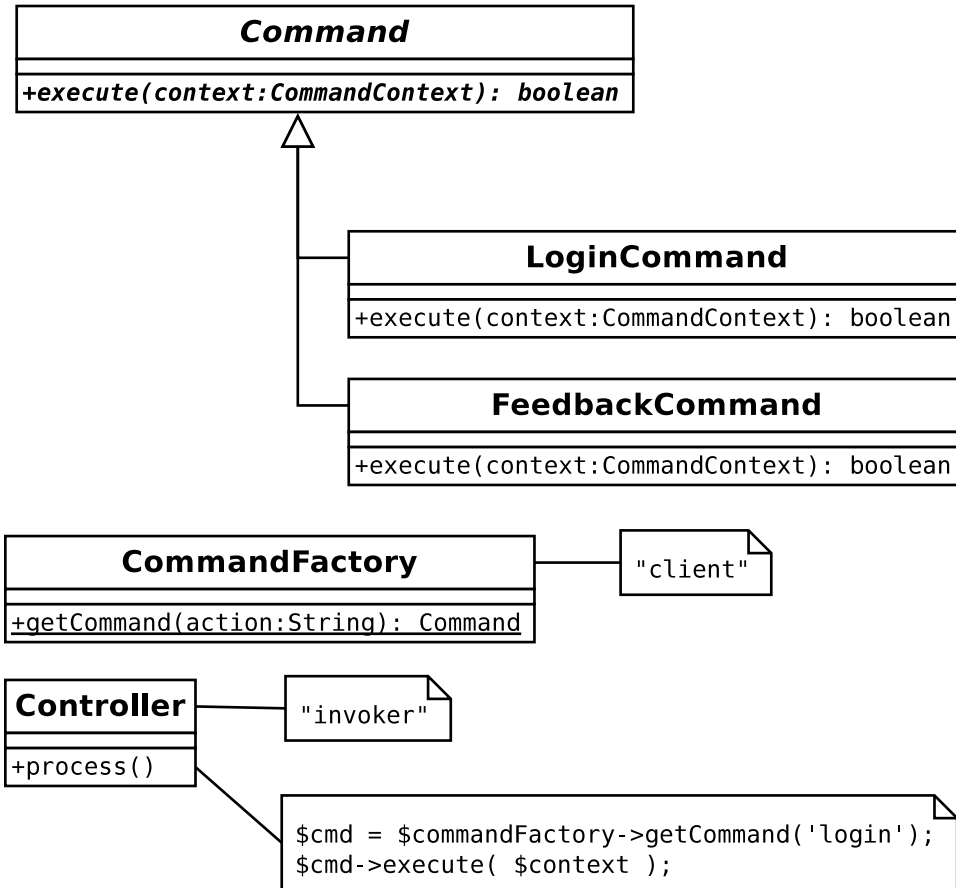 Command
+execute(context:CommandContext): boolean
LoginCommand
+execute(context:CommandContext): boolean
FeedbackCommand
+execute(context:CommandContext): boolean
CommandFactory
+getCommand(action:String): Command
"client"
Controller
+process()
"invoker"
$cmd = $commandFactory->getCommand('login');
$cmd->execute( $context );